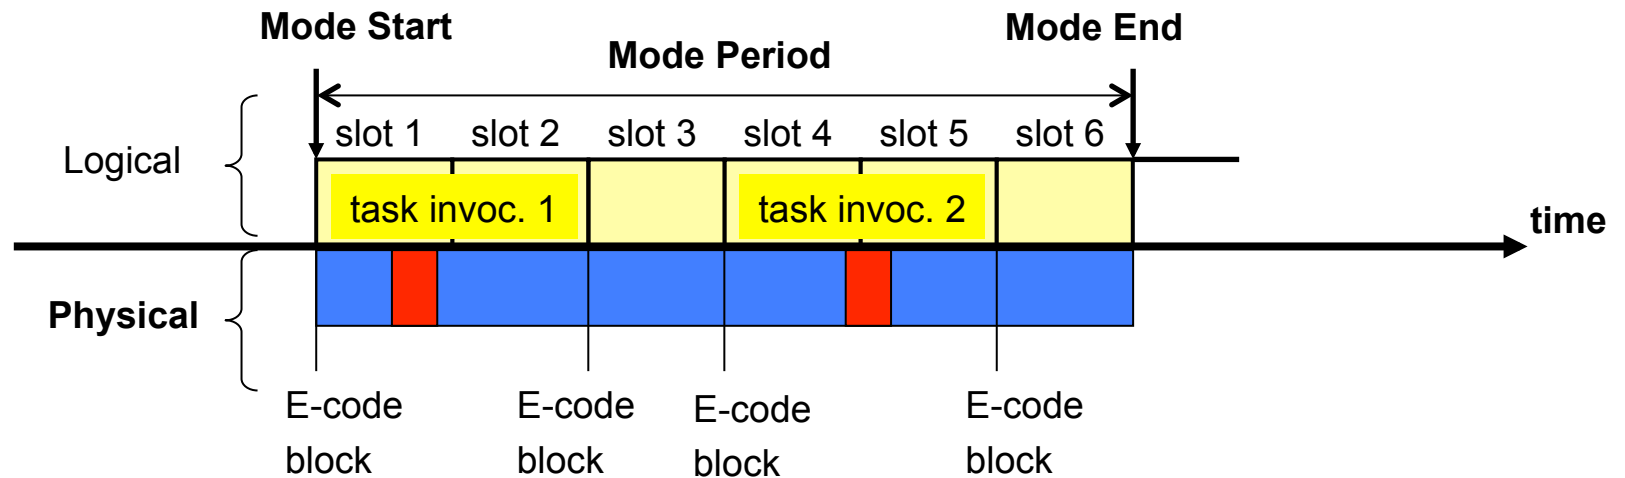 Mode Start
Mode Period
Mode End
slot 1
slot 2
slot 3
slot 4
slot 5
slot 6
Logical
task invoc. 1
task invoc. 2
time
Physical
E-code
block
E-code
block
E-code
block
E-code
block